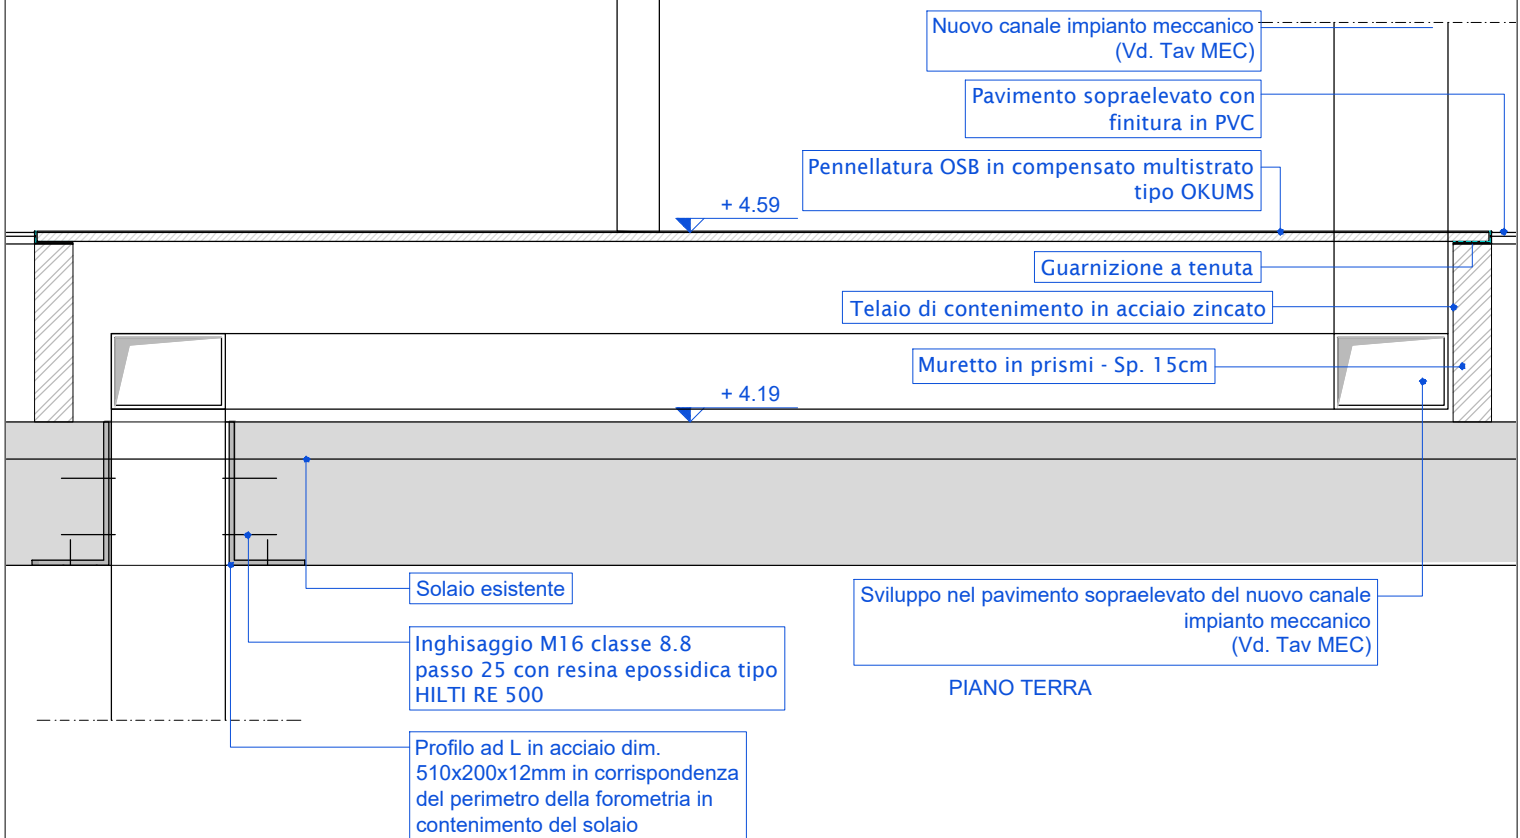 Nuovo canale impianto meccanico
(Vd. Tav MEC)
Pavimento sopraelevato con
finitura in PVC
Pennellatura OSB in compensato multistrato
tipo OKUMS
+ 4.59
Guarnizione a tenuta
Telaio di contenimento in acciaio zincato
Muretto in prismi - Sp. 15cm
+ 4.19
Solaio esistente
Sviluppo nel pavimento sopraelevato del nuovo canale
impianto meccanico
(Vd. Tav MEC)
Inghisaggio M16 classe 8.8
passo 25 con resina epossidica tipo
HILTI RE 500
PIANO TERRA
Profilo ad L in acciaio dim.
510x200x12mm in corrispondenza
del perimetro della forometria in
contenimento del solaio